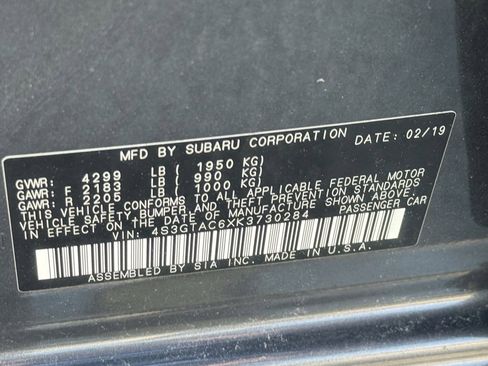 MFD BY SUBARU CORPORATION DATE: 02/19
GVWR: 4299 LB ( 1950 KG)
GAWR: F 2183 LB ( 990 KG)
GAWR: R 2205 LB ( 1000 KG)
THIS VEHICLE CONFORMS TO ALL APPLICABLE FEDERAL MOTOR
VEHICLE SAFETY, BUMPER, AND THEFT PREVENTION STANDARDS
IN EFFECT ON THE DATE OF MANUFACTURE SHOWN ABOVE.
VIN: 4S3GTAC6XK3730284 PASSENGER CAR
ASSEMBLED BY SIA INC. MADE IN U.S.A.